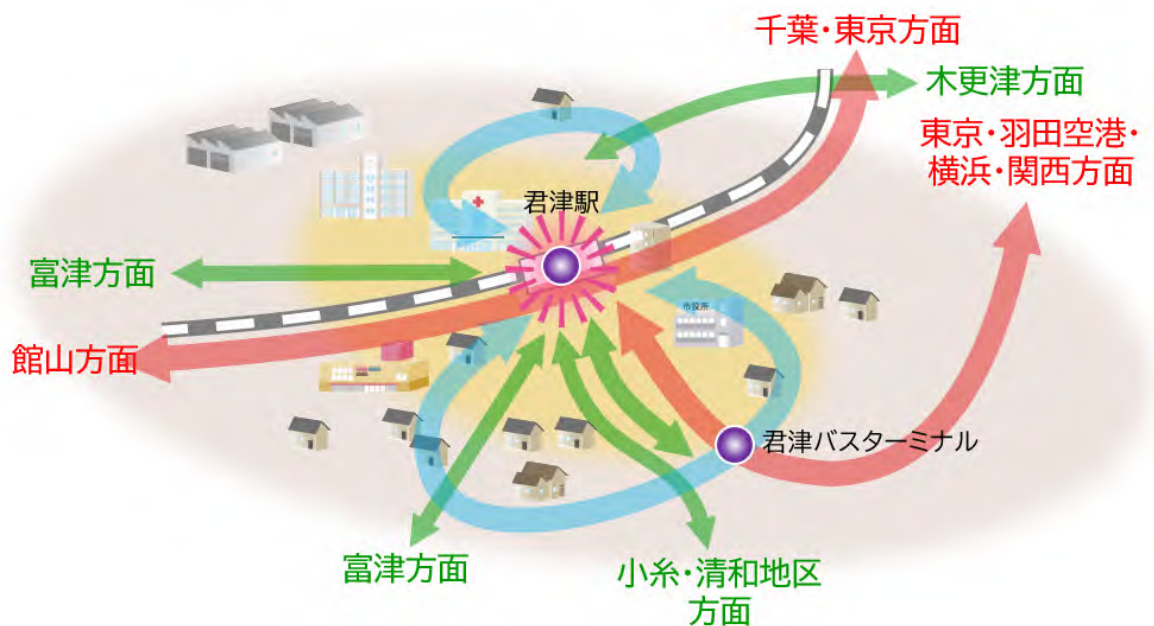 千葉・東京方面
木更津方面
東京・羽田空港・
横浜・関西方面
君津駅
富津方面
市役所
館山方面
君津バスターミナル
富津方面
小糸・清和地区
方面